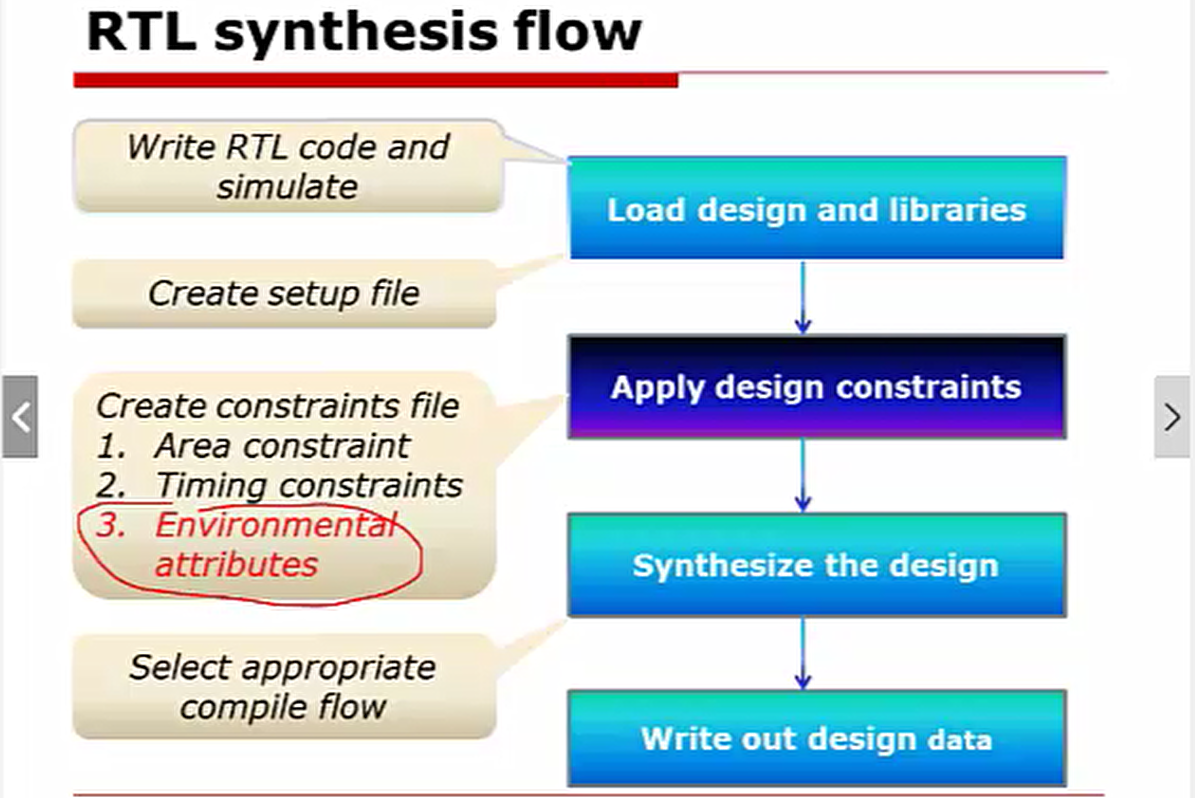 RTL synthesis flow
Write RTL code and
simulate
Load design and libraries
Create setup file
Apply design constraints
Create constraints file
1. Area constraint
2. Timing constraints
3. Environmental
attributes
Synthesize the design
Select appropriate
compile flow
Write out design data